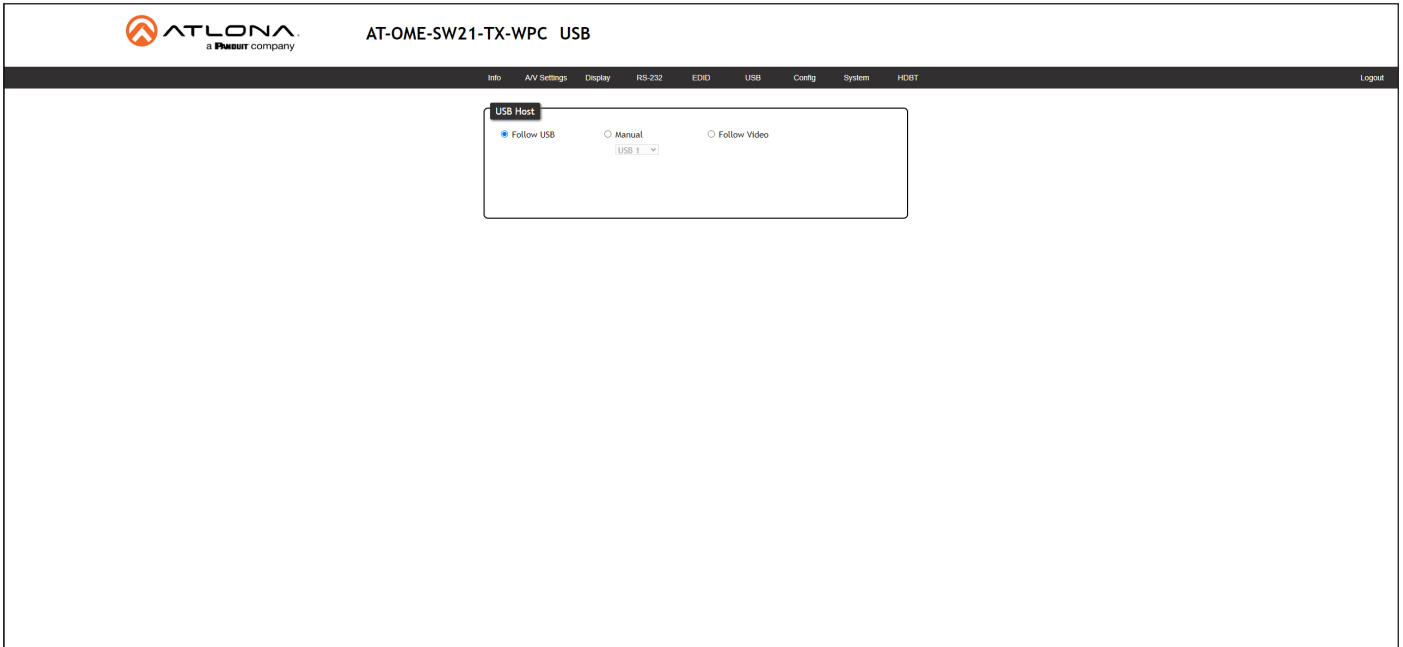 ATLONA.
a PANDUIT company
AT-OME-SW21-TX-WPC USB
Info A/V Settings Display RS-232 EDID USB Config System HDBT Logout
USB Host
Follow USB Manual Follow Video
USB 1